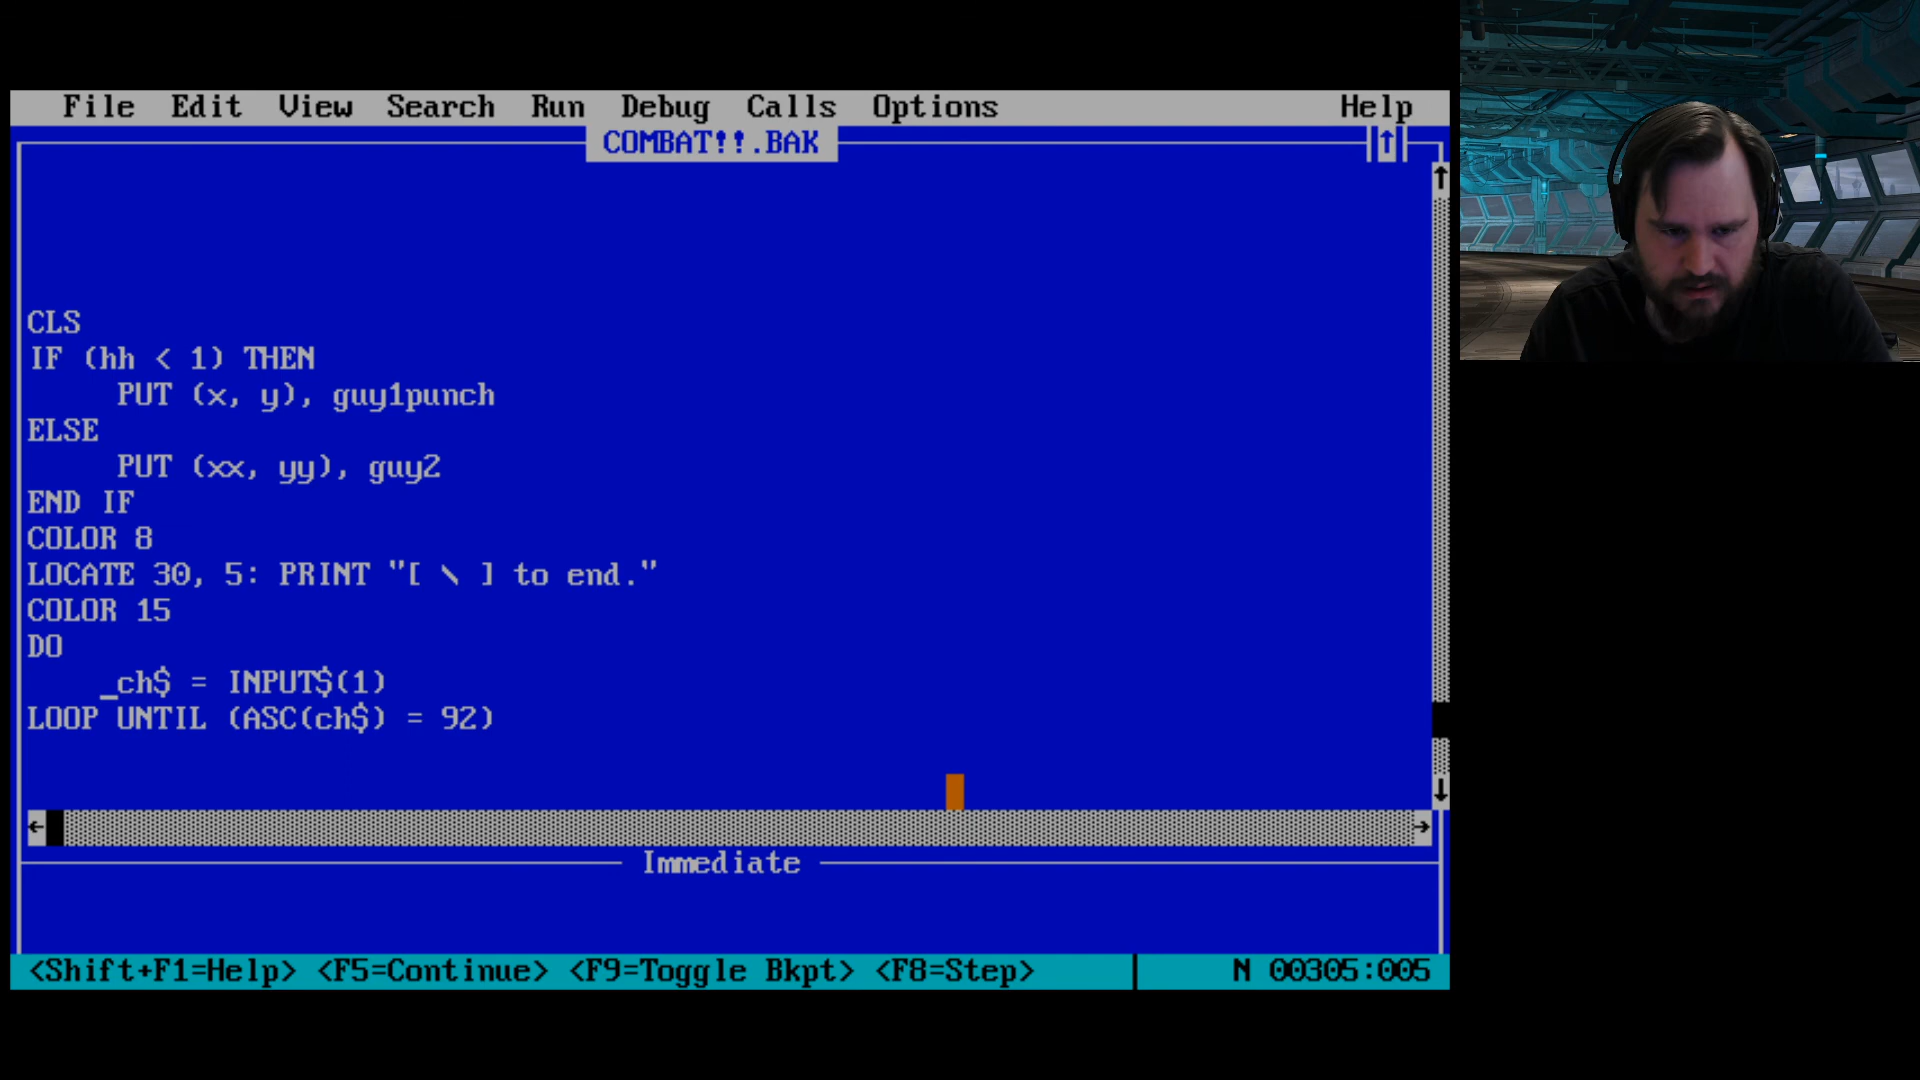 File Edit View Search Run Debug Calls Options Help
COMBAT!!.BAK
CLS
IF (hh < 1) THEN
PUT (x, y), guy1punch
ELSE
PUT (xx, yy), guy2
END IF
COLOR 8
LOCATE 30, 5: PRINT "[ \ ] to end."
COLOR 15
DO
ch$ = INPUT$(1)
LOOP UNTIL (ASC(ch$) = 92)
Immediate
<Shift+F1=Help> <F5=Continue> <F9=Toggle Bkpt> <F8=Step> N 00305:005